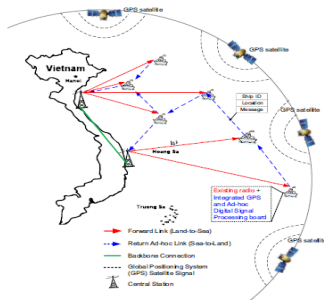 GPS satellite
GPS satellite
Vietnam
Hanoi
GPS satellite
Ship ID
Location
Message
Hoang Sa
GPS satellite
Existing radio +
Integrated GPS
and Ad-hoc
Digital Signal
Processing board
Truong Sa
Forward Link (Land-to-Sea)
Return Ad-hoc Link (Sea-to-Land)
Backbone Connection
Global Positioning System
(GPS) Satellite Signal
Central Station
GPS satellite